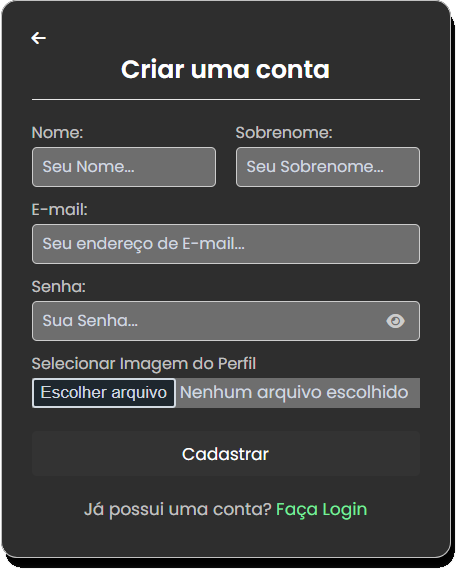 Criar uma conta
Nome: Sobrenome:
Seu Nome... Seu Sobrenome...
E-mail:
Seu endereço de E-mail...
Senha:
Sua Senha...
Selecionar Imagem do Perfil
Escolher arquivo Nenhum arquivo escolhido
Cadastrar
Já possui uma conta? Faça Login